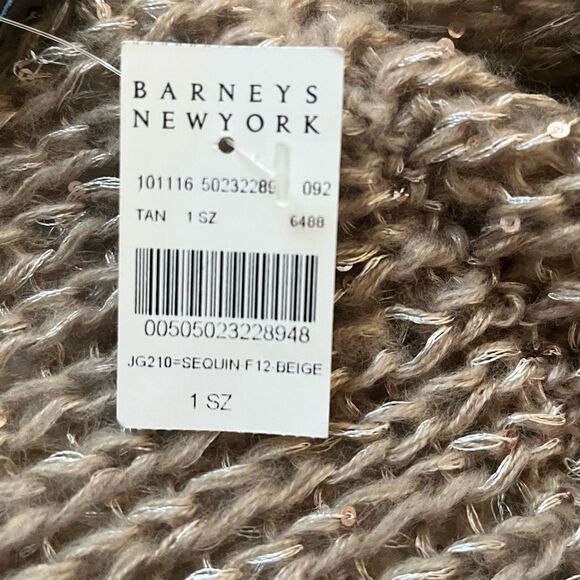 BARNEYS
NEWYORK
101116 50232289 092
TAN 1 SZ 6488
00505023228948
JG210=SEQUIN-F12-BEIGE
1 SZ